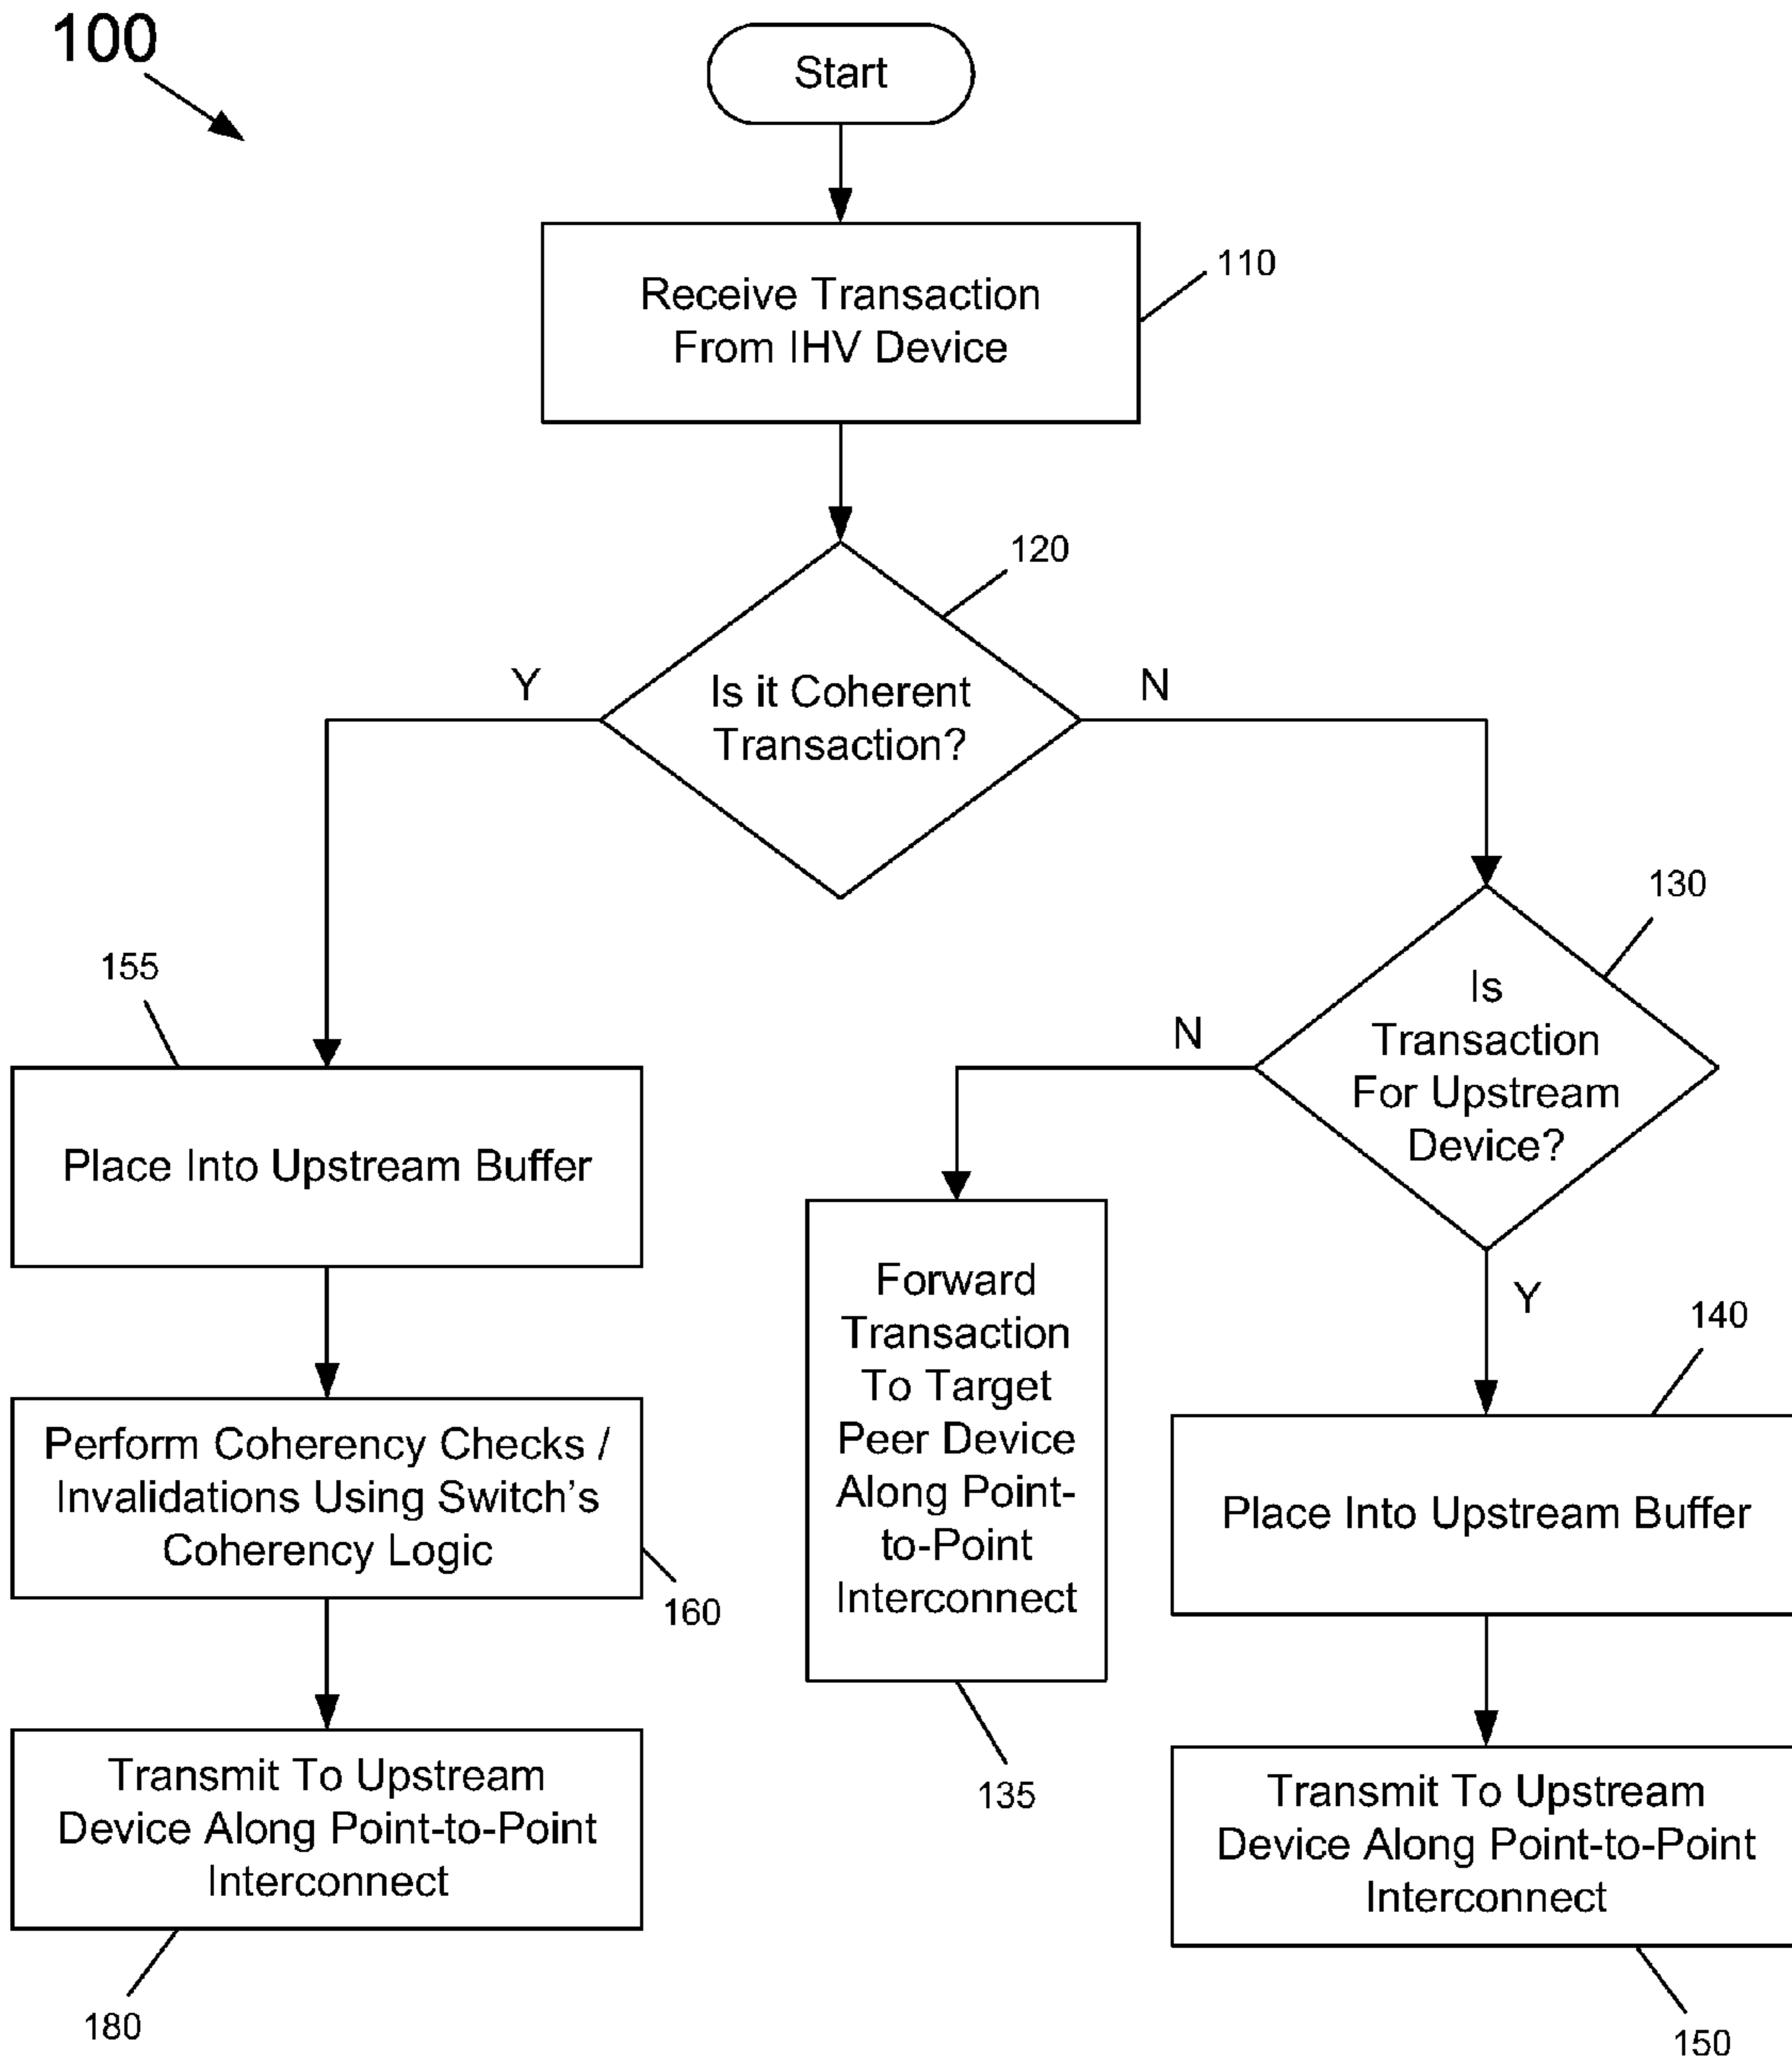 100
Start
Receive Transaction
From IHV Device
110
120
Is it Coherent
Transaction?
Y
N
130
Is
Transaction
For Upstream
Device?
N
Y
155
Place Into Upstream Buffer
Forward
Transaction
To Target
Peer Device
Along Point-
to-Point
Interconnect
135
140
Place Into Upstream Buffer
Perform Coherency Checks /
Invalidations Using Switch's
Coherency Logic
160
Transmit To Upstream
Device Along Point-to-Point
Interconnect
180
Transmit To Upstream
Device Along Point-to-Point
Interconnect
150